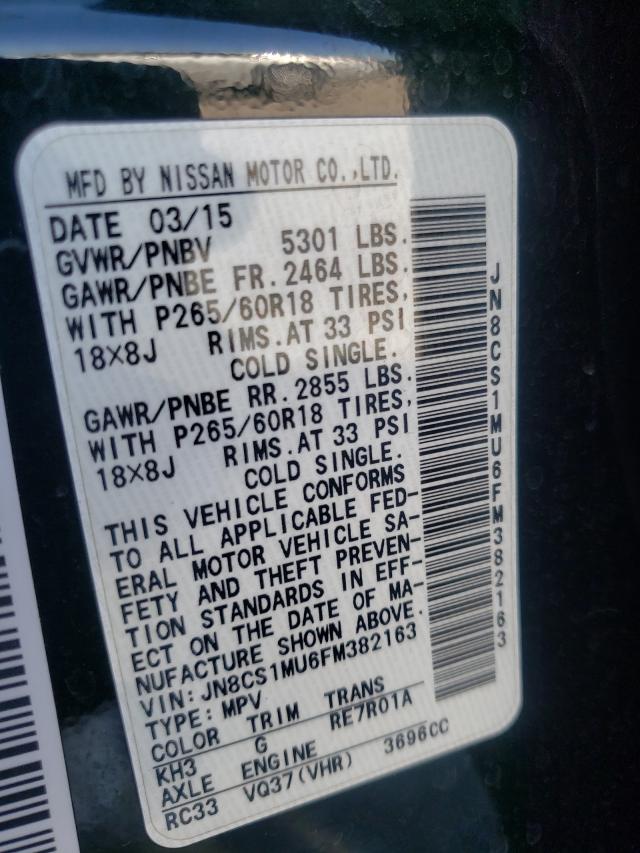 MFD BY NISSAN MOTOR CO.,LTD.
DATE 03/15
GVWR/PNBV 5301 LBS.
GAWR/PNBE FR. 2464 LBS.
WITH P265/60R18 TIRES,
18X8J RIMS.AT 33 PSI
COLD SINGLE.
GAWR/PNBE RR. 2855 LBS.
WITH P265/60R18 TIRES,
18X8J RIMS.AT 33 PSI
COLD SINGLE.
THIS VEHICLE CONFORMS
TO ALL APPLICABLE FED-
ERAL MOTOR VEHICLE SA-
FETY AND THEFT PREVEN-
TION STANDARDS IN EFF-
ECT ON THE DATE OF MA-
NUFACTURE SHOWN ABOVE.
VIN: JN8CS1MU6FM382163
TYPE: MPV
COLOR TRIM TRANS
KH3 G RE7R01A
AXLE ENGINE
RC33 VQ37(VHR) 3696CC
JN8CS1MU6FM382163